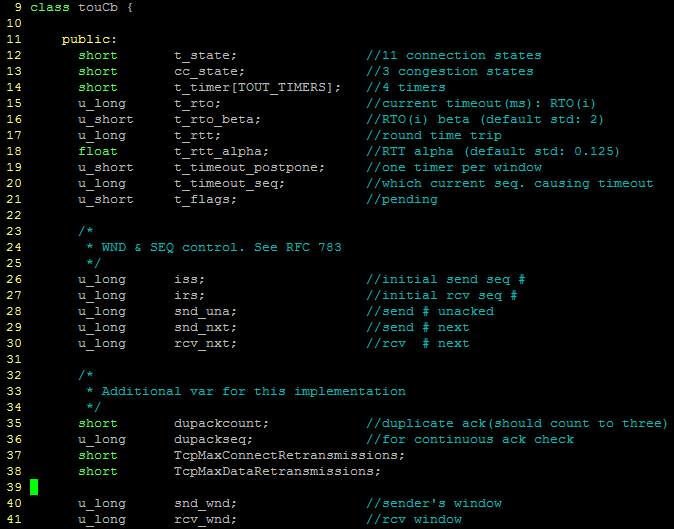 9 class touCb {
10
11     public:
12       short       t_state;                //11 connection states
13       short       cc_state;               //3 congestion states
14       short       t_timer[TOUT_TIMERS];   //4 timers
15       u_long      t_rto;                  //current timeout(ms): RTO(i)
16       u_short     t_rto_beta;             //RTO(i) beta (default std: 2)
17       u_long      t_rtt;                  //round time trip
18       float       t_rtt_alpha;            //RTT alpha (default std: 0.125)
19       u_short     t_timeout_postpone;     //one timer per window
20       u_long      t_timeout_seq;          //which current seq. causing timeout
21       u_short     t_flags;                //pending
22
23       /*
24        * WND & SEQ control. See RFC 783
25        */
26       u_long      iss;                    //initial send seq #
27       u_long      irs;                    //initial rcv seq #
28       u_long      snd_una;                //send # unacked
29       u_long      snd_nxt;                //send # next
30       u_long      rcv_nxt;                //rcv  # next
31
32       /*
33        * Additional var for this implementation
34        */
35       short       dupackcount;            //duplicate ack(should count to three)
36       u_long      dupackseq;              //for continuous ack check
37       short       TcpMaxConnectRetransmissions;
38       short       TcpMaxDataRetransmissions;
39
40       u_long      snd_wnd;                //sender's window
41       u_long      rcv_wnd;                //rcv window